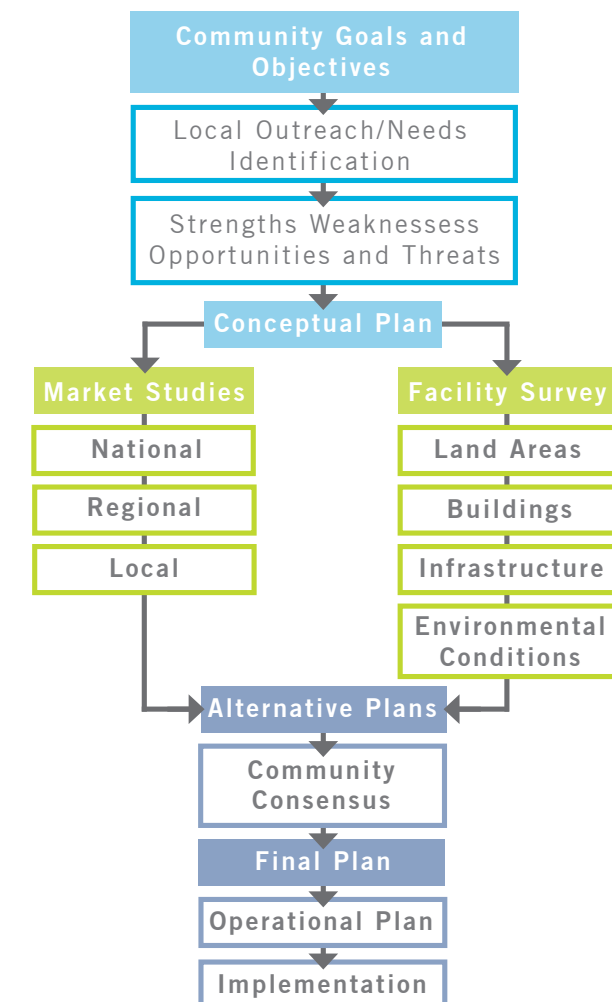 Community Goals and
Objectives
Local Outreach/Needs
Identification
Strengths Weaknessess
Opportunities and Threats
Conceptual Plan
Market Studies
National
Regional
Local
Facility Survey
Land Areas
Buildings
Infrastructure
Environmental
Conditions
Alternative Plans
Community
Consensus
Final Plan
Operational Plan
Implementation